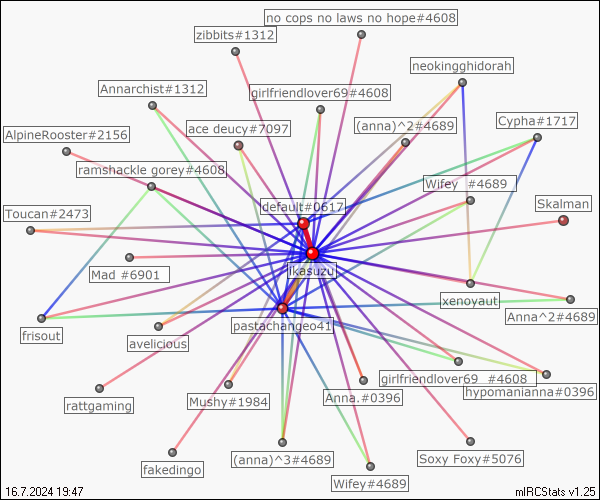 no cops no laws no hope#4608
zibbits#1312
neokingghidorah
Annarchist#1312
girlfriendlover69#4608
Cypha#1717
(anna)^2#4689
ace deucy#7097
AlpineRooster#2156
ramshackle gorey#4608
Wifey_ #4689
default#0617
Skalman
Toucan#2473
ikasuzu
Mad_#6901
xenoyaut
Anna^2#4689
pastachangeo41
frisout
avelicious
girlfriendlover69_#4608
hypomanianna#0396
rattgaming
Mushy#1984
Anna.#0396
fakedingo
(anna)^3#4689
Soxy Foxy#5076
Wifey#4689
16.7.2024 19:47
mIRCStats v1.25